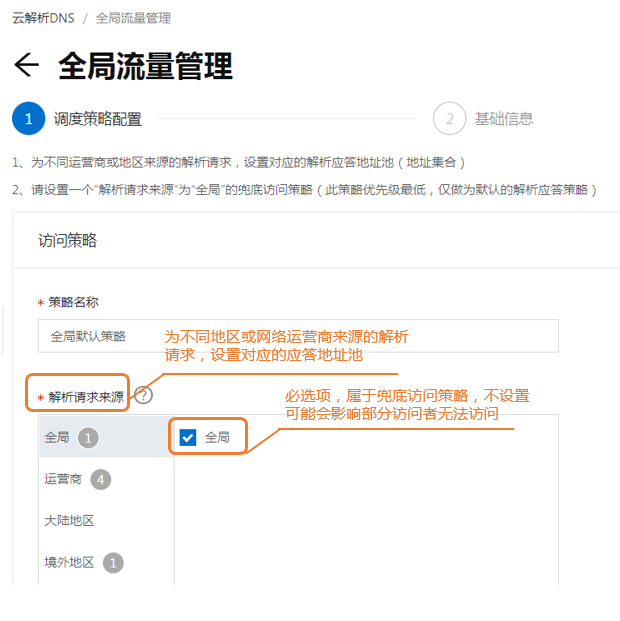 云解析DNS / 全局流量管理
全局流量管理
1 调度策略配置 2 基础信息
1、为不同运营商或地区来源的解析请求，设置对应的解析应答地址池（地址集合）
2、请设置一个“解析请求来源”为“全局”的兜底访问策略（此策略优先级最低，仅做为默认的解析应答策略）
访问策略
* 策略名称
全局默认策略
为不同地区或网络运营商来源的解析
请求，设置对应的应答地址池
* 解析请求来源 ?
必选项，属于兜底访问策略，不设置
可能会影响部分访问者无法访问
全局 1 全局
运营商 4
大陆地区
境外地区 1